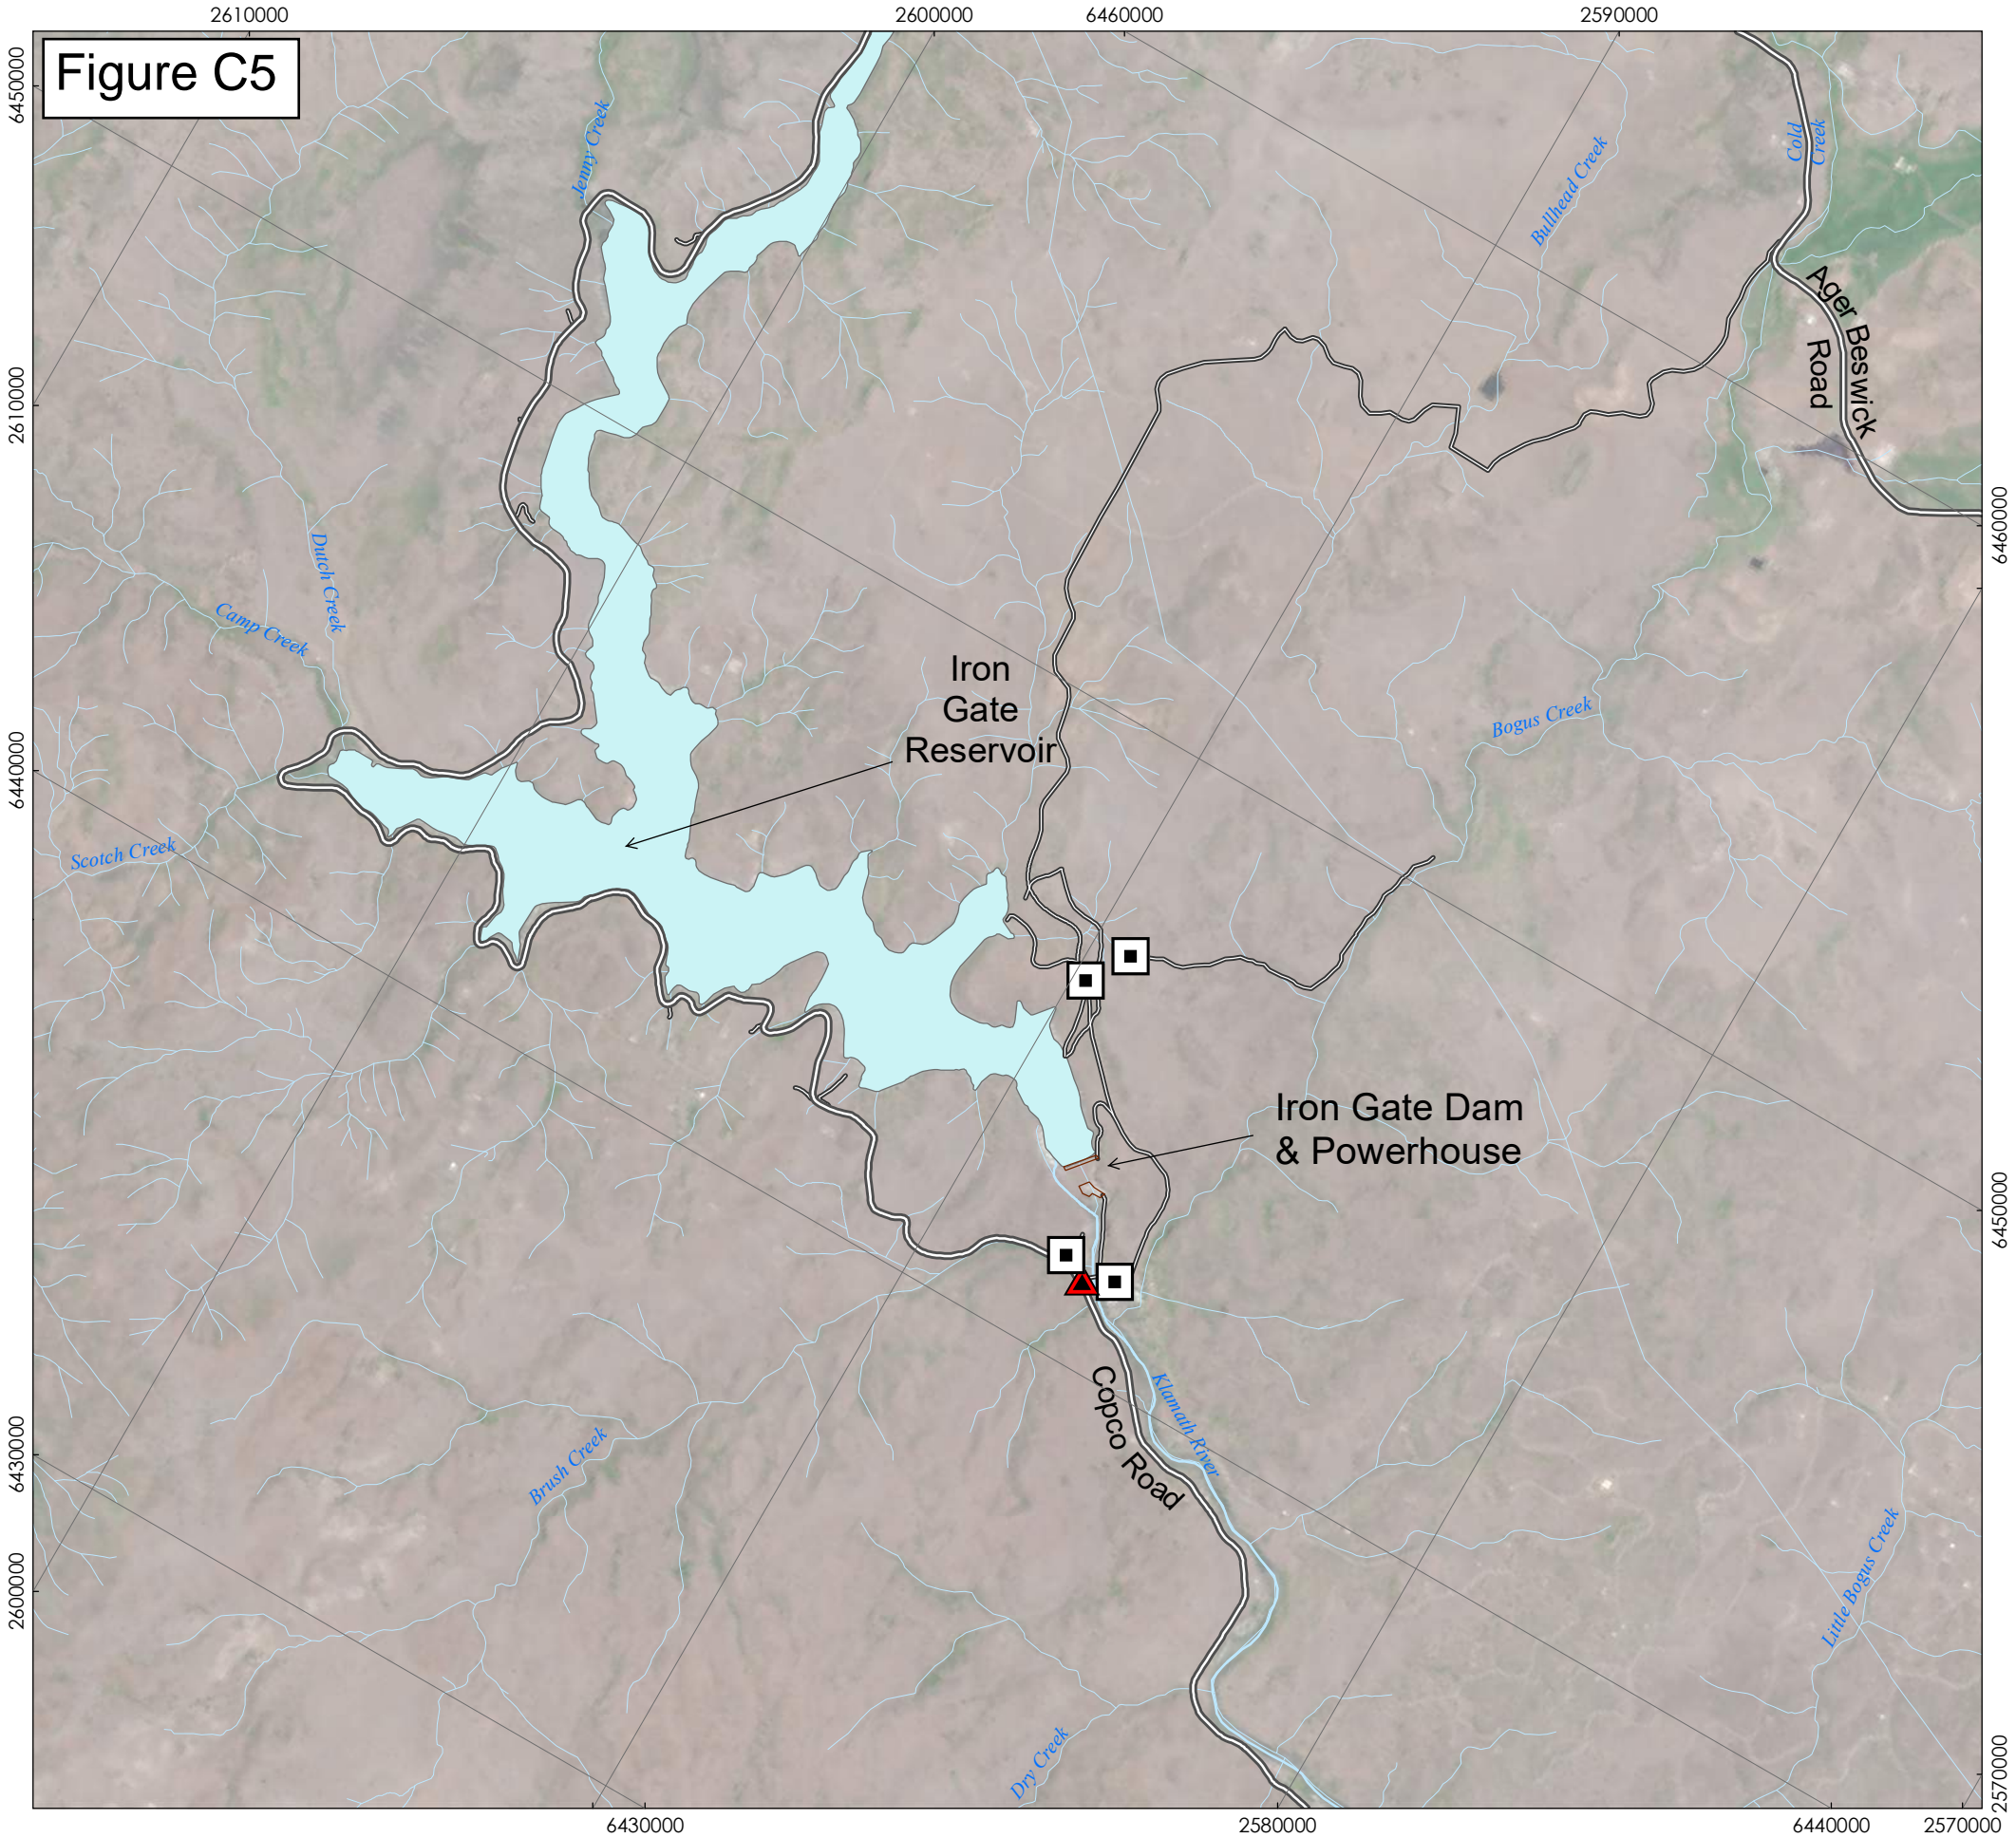 2610000
2600000
6460000
2590000
Figure C5
6450000
2610000
6440000
6430000
2600000
6460000
6450000
2570000
Jenny Creek
Bullhead Creek
Cold
Creek
Ager Beswick
Road
Dutch Creek
Camp Creek
Scotch Creek
Iron
Gate
Reservoir
Bogus Creek
Iron Gate Dam
& Powerhouse
Copco Road
Klamath River
Brush Creek
Little Bogus Creek
Dry Creek
6430000
2580000
6440000
2570000